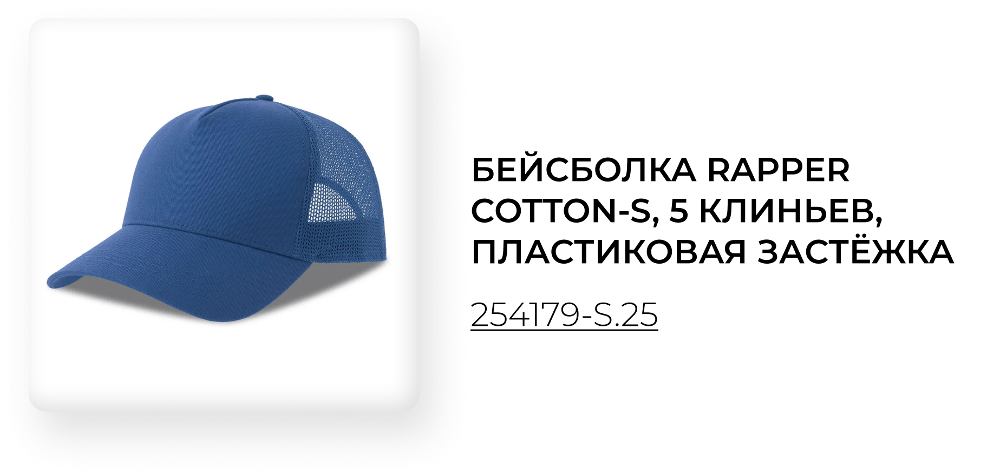 БЕЙСБОЛКА RAPPER
COTTON-S, 5 КЛИНЬЕВ,
ПЛАСТИКОВАЯ ЗАСТЁЖКА
254179-S.25